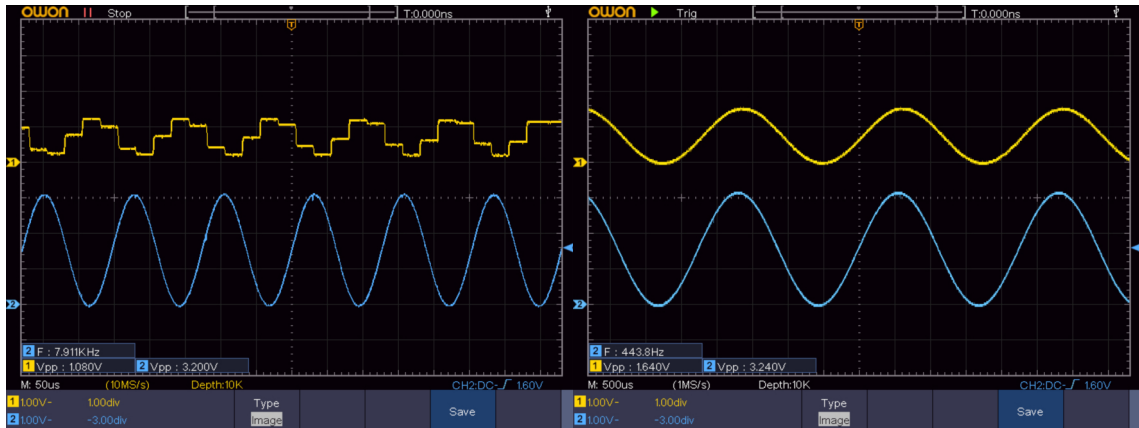 OWON Stop T:0.000ns
T
1
2
2 F : 7.911KHz
1 Vpp : 1.080V 2 Vpp : 3.200V
M: 50us (10MS/s) Depth:10K CH2:DC- 1.60V
1 1.00V~ 1.00div
2 1.00V~ -3.00div
Type
Image
Save
OWON Trig T:0.000ns
T
1
2
2 F : 443.8Hz
1 Vpp : 1.640V 2 Vpp : 3.240V
M: 500us (1MS/s) Depth:10K CH2:DC- 1.60V
1 1.00V~ 1.00div
2 1.00V~ -3.00div
Type
Image
Save